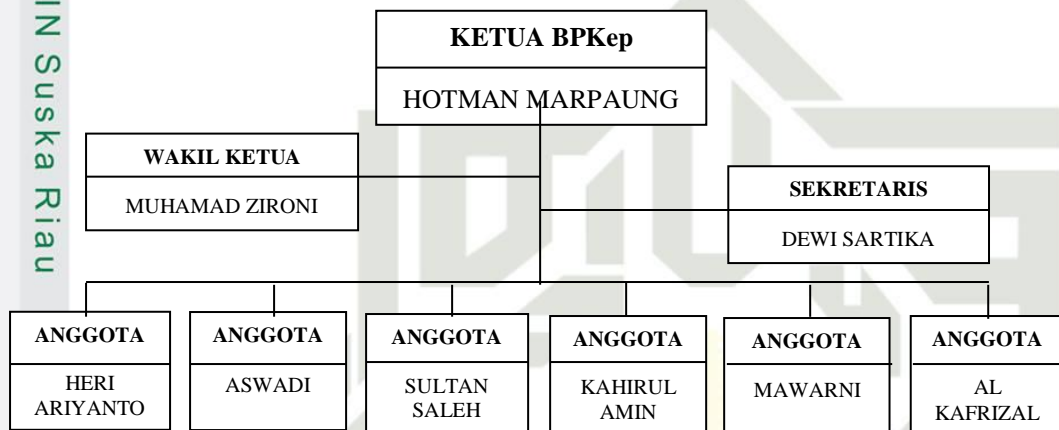 IN Suska Riau
KETUA BPKep
HOTMAN MARPAUNG
WAKIL KETUA
MUHAMAD ZIRONI
SEKRETARIS
DEWI SARTIKA
ANGGOTA
HERI
ARIYANTO
ANGGOTA
ASWADI
ANGGOTA
SULTAN
SALEH
ANGGOTA
KAHIRUL
AMIN
ANGGOTA
MAWARNI
ANGGOTA
AL
KAFRIZAL